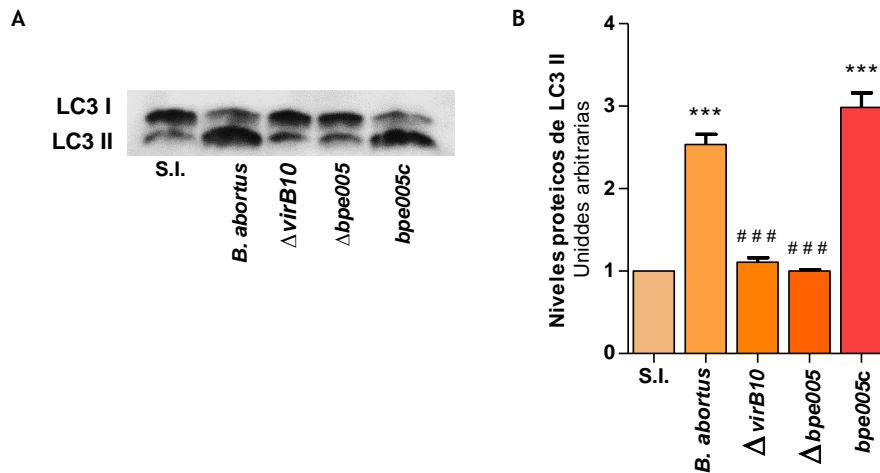 A
LC3 I
LC3 II
S.I.
B. abortus
ΔvirB10
Δbpe005
bpe005c
B
Niveles proteicos de LC3 II
Uniddes arbitrarias
4
3
2
1
0
***
###
###
***
S.I.
B. abortus
ΔvirB10
Δbpe005
bpe005c